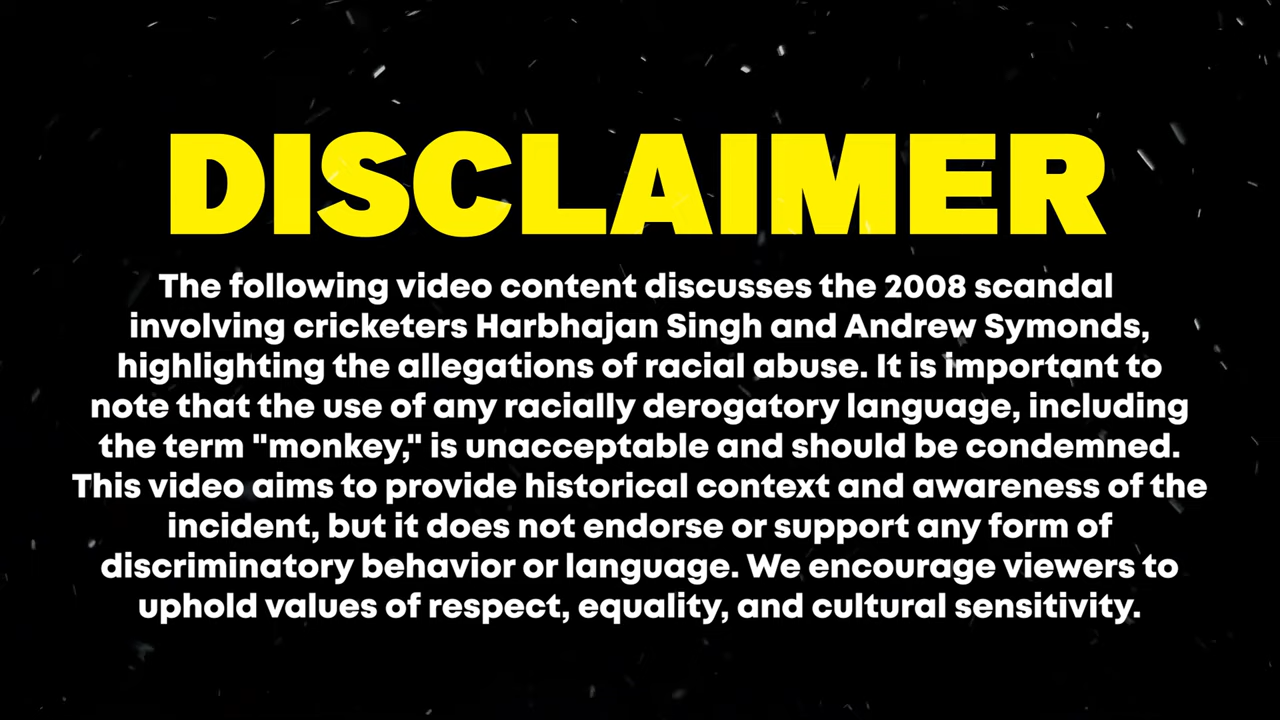 DISCLAIMER
The following video content discusses the 2008 scandal
involving cricketers Harbhajan Singh and Andrew Symonds,
highlighting the allegations of racial abuse. It is important to
note that the use of any racially derogatory language, including
the term "monkey," is unacceptable and should be condemned.
This video aims to provide historical context and awareness of the
incident, but it does not endorse or support any form of
discriminatory behavior or language. We encourage viewers to
uphold values of respect, equality, and cultural sensitivity.